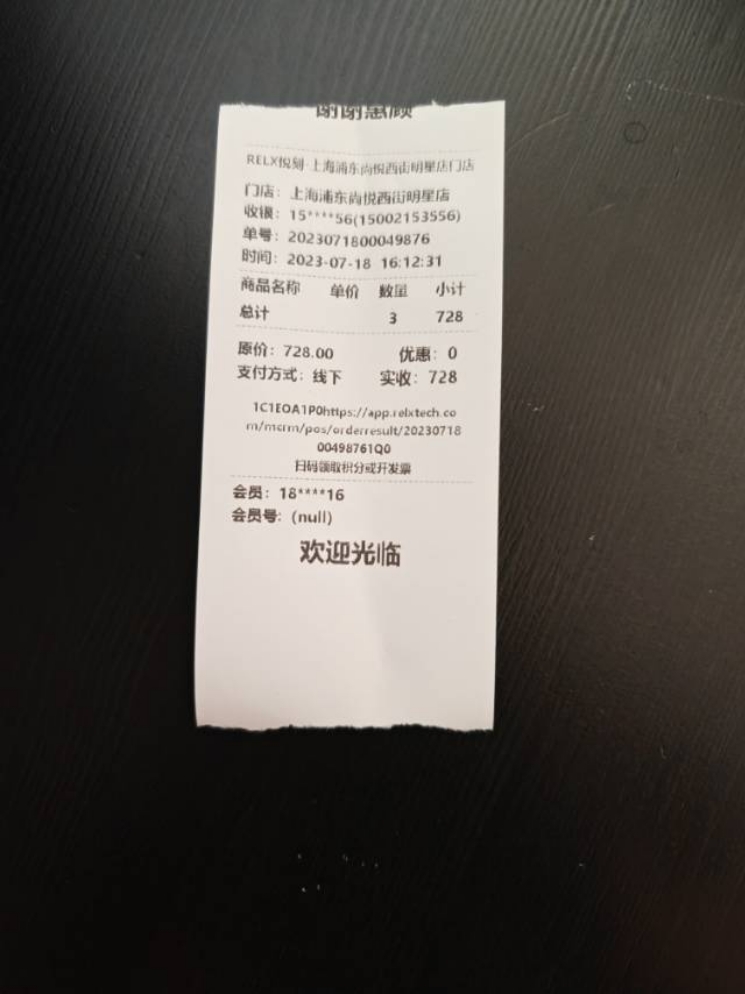 谢谢惠顾
RELX悦刻-上海浦东尚悦西街明星店门店
门店：上海浦东尚悦西街明星店
收银：15****56(15002153556)
单号：2023071800049876
时间：2023-07-18 16:12:31
商品名称 单价 数量 小计
总计 3 728
原价：728.00 优惠：0
支付方式：线下 实收：728
1C1EOA1P0https://app.relxtech.co
m/mcrm/pos/orderresult/20230718
00498761Q0
扫码领取积分或开发票
会员：18****16
会员号：(null)
欢迎光临